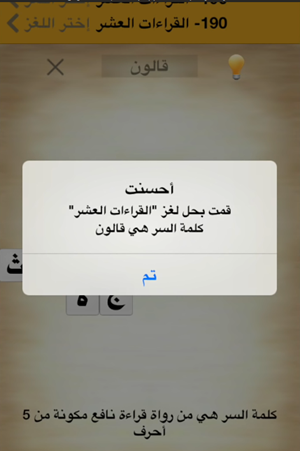 190- القراءات العشر إختر اللغز
قالون
أحسنت
قمت بحل لغز "القراءات العشر"
كلمة السر هي قالون
تم
ث
ه ج
كلمة السر هي من رواة قراءة نافع مكونة من 5
أحرف